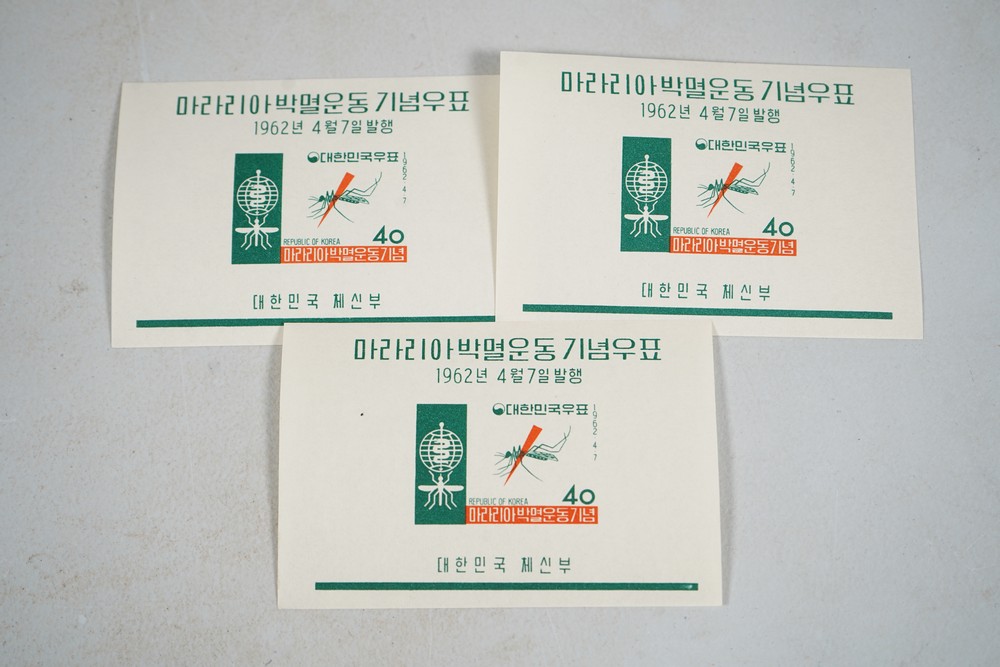 마라리아박멸운동 기념우표
1962년 4월 7일 발행
대한민국우표
1962 4.7
REPUBLIC OF KOREA
40
마라리아박멸운동기념
대한민국 체신부
마라리아박멸운동 기념우표
1962년 4월 7일 발행
대한민국우표
1962 4.7
REPUBLIC OF KOREA
40
마라리아박멸운동기념
대한민국 체신부
마라리아박멸운동 기념우표
1962년 4월 7일 발행
대한민국우표
1962 4.7
REPUBLIC OF KOREA
40
마라리아박멸운동기념
대한민국 체신부